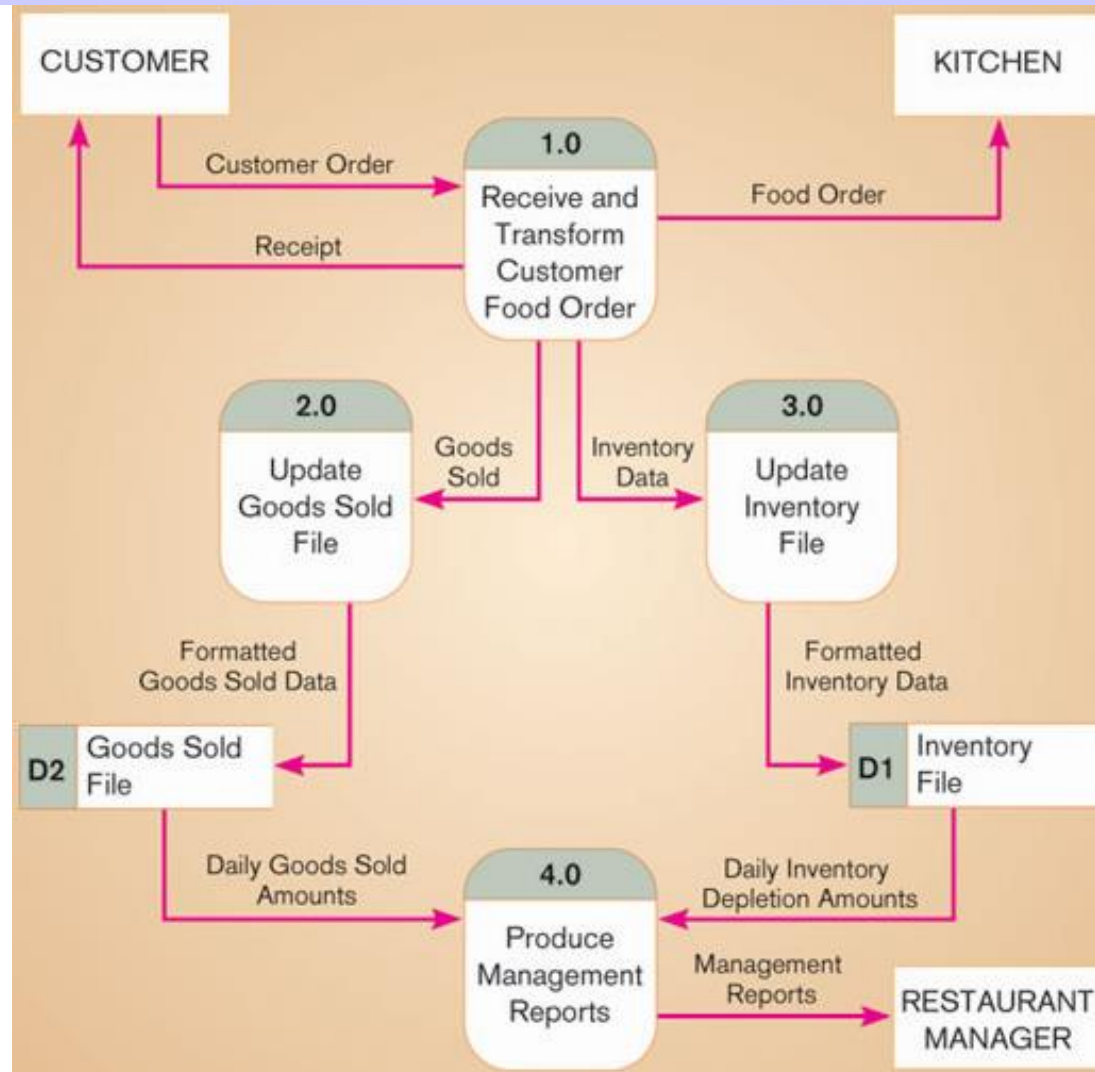 CUSTOMER
KITCHEN
1.0
Receive and
Transform
Customer
Food Order
Customer Order
Receipt
Food Order
2.0
Update
Goods Sold
File
Goods
Sold
Inventory
Data
3.0
Update
Inventory
File
Formatted
Goods Sold Data
Formatted
Inventory Data
D2
Goods Sold
File
D1
Inventory
File
Daily Goods Sold
Amounts
4.0
Produce
Management
Reports
Daily Inventory
Depletion Amounts
Management
Reports
RESTAURANT
MANAGER